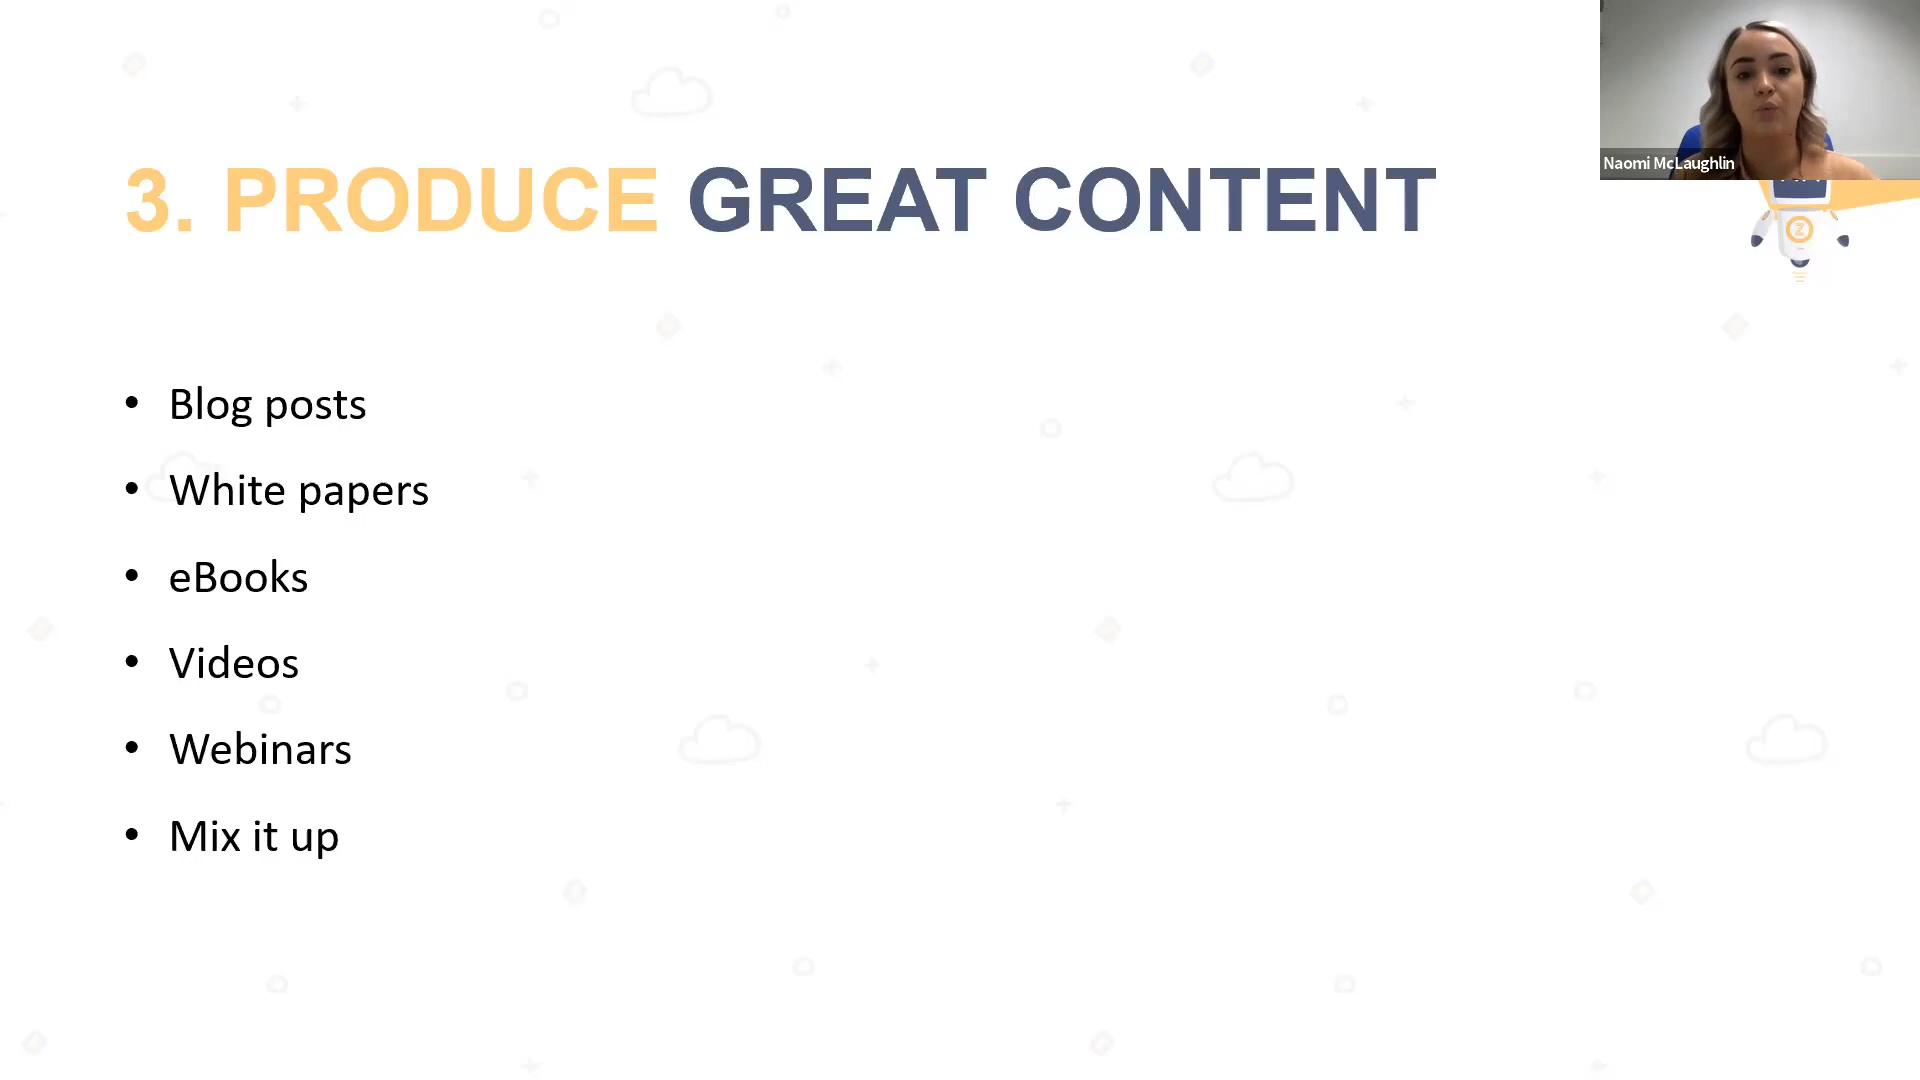 3. PRODUCE GREAT CONTENT
Naomi McLaughlin
Z
• Blog posts
• White papers
• eBooks
• Videos
• Webinars
• Mix it up